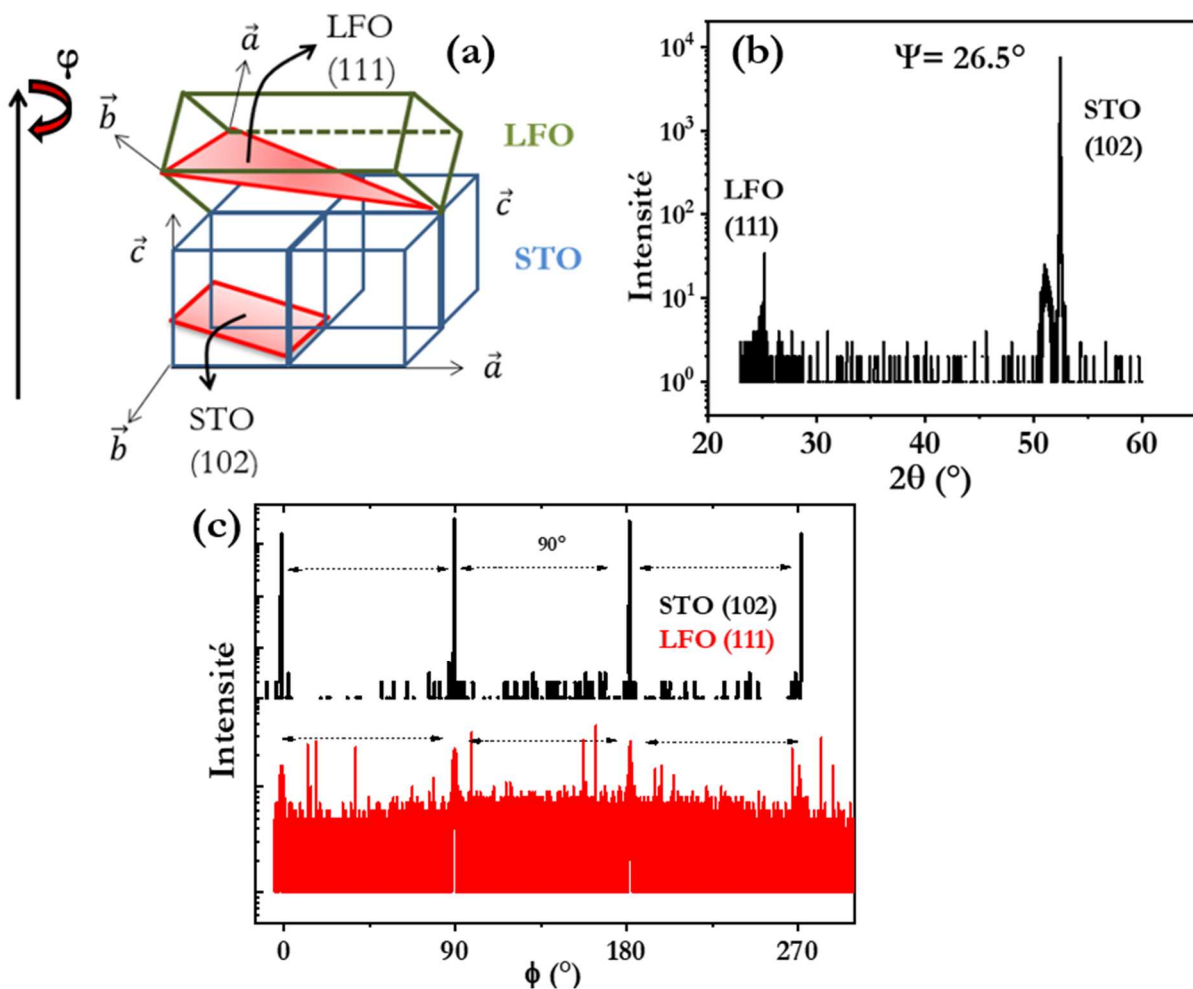 (a)
φ
LFO
(111)
a⃗
b⃗
LFO
c⃗
c⃗
STO
a⃗
b⃗
STO
(102)
(b)
Ψ= 26.5°
STO
(102)
LFO
(111)
Intensité
10⁴
10³
10²
10¹
10⁰
20 30 40 50 60
2θ (°)
(c)
90°
STO (102)
LFO (111)
Intensité
0 90 180 270
ϕ (°)